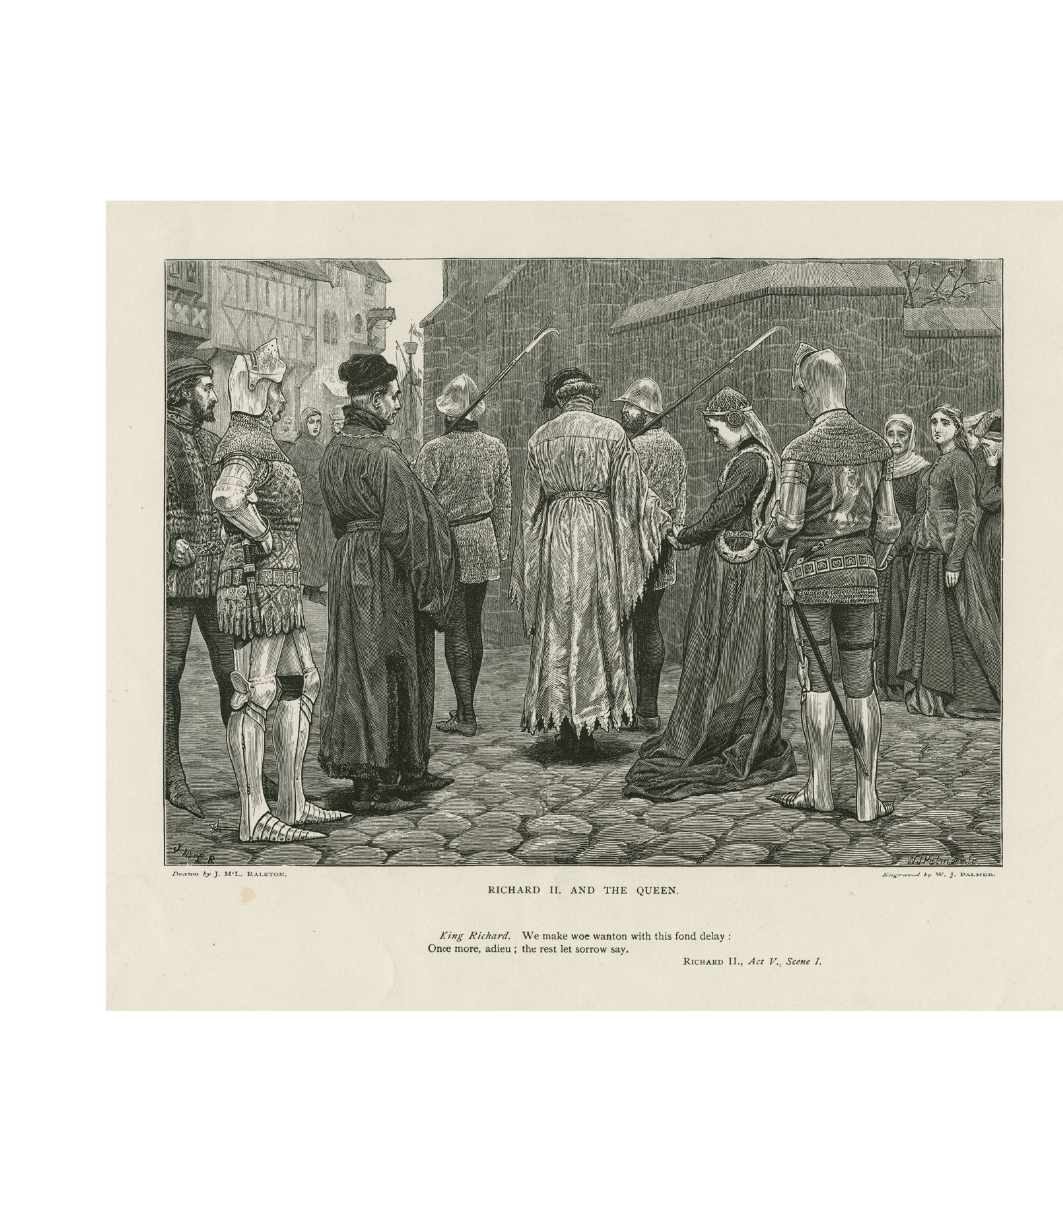 Drawn by J. McL. RALSTON.
Engraved by W. J. PALMER.
RICHARD II. AND THE QUEEN.
King Richard. We make woe wanton with this fond delay :
Once more, adieu ; the rest let sorrow say.
RICHARD II., Act V., Scene I.